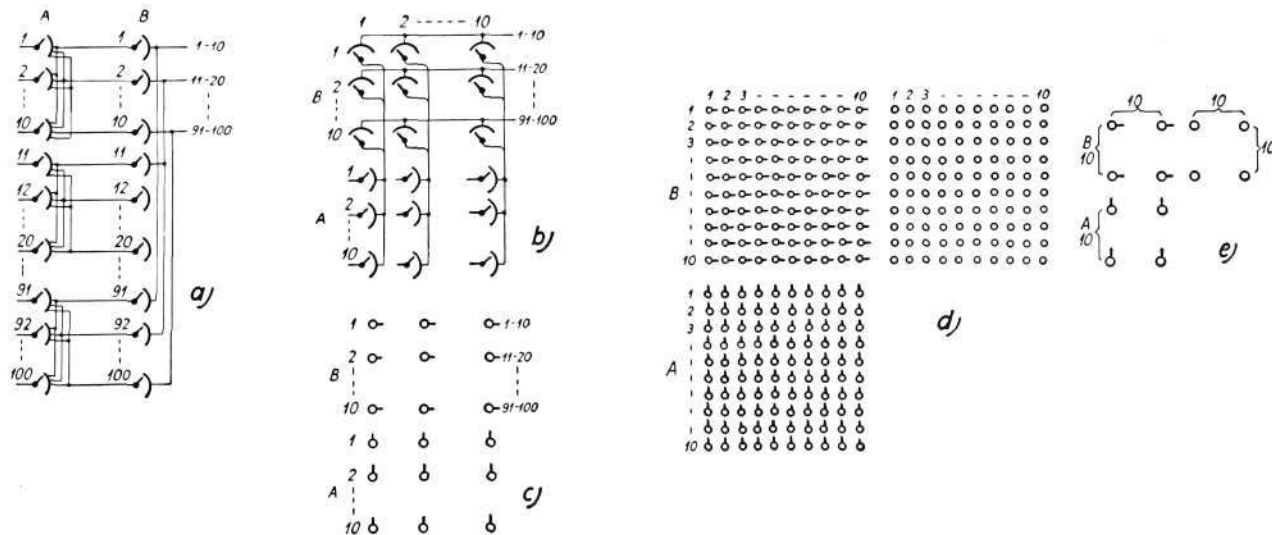 A B
1 1 1-10
2 2 11-20
10 10 91-100
11 11
12 12
20 20
91 91
92 92
100 100
a)
1 2 10
1 1-10
11-20
B 2
91-100
10
1
A 2
10
b)
1 1-10
2 11-20
B
10 91-100
1
2
A
10
c)
1 2 3 10 1 2 3 10
1
2
3
B
10
1
2
3
A
10
d)
10 10
B 10 10
A 10
e)